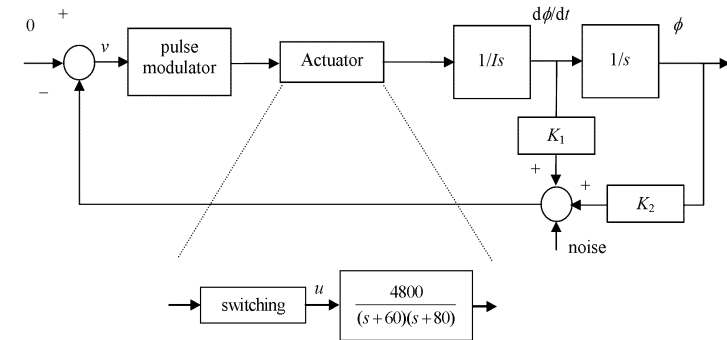 0
+
−
v
pulse
modulator
Actuator
1/Is
dϕ/dt
1/s
ϕ
K₁
+
+
K₂
noise
switching
u
4800
(s+60)(s+80)